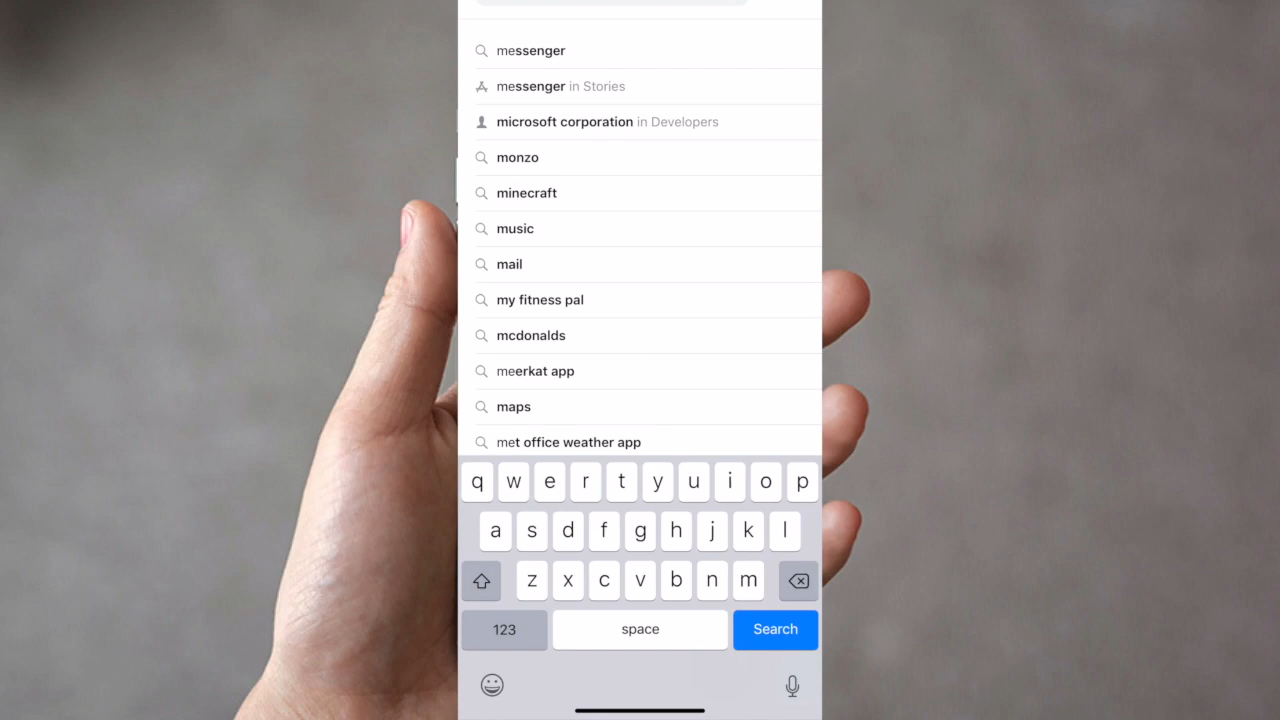 messenger
messenger in Stories
microsoft corporation in Developers
monzo
minecraft
music
mail
my fitness pal
mcdonalds
meerkat app
maps
met office weather app
q w e r t y u i o p
a s d f g h j k l
z x c v b n m
123 space Search